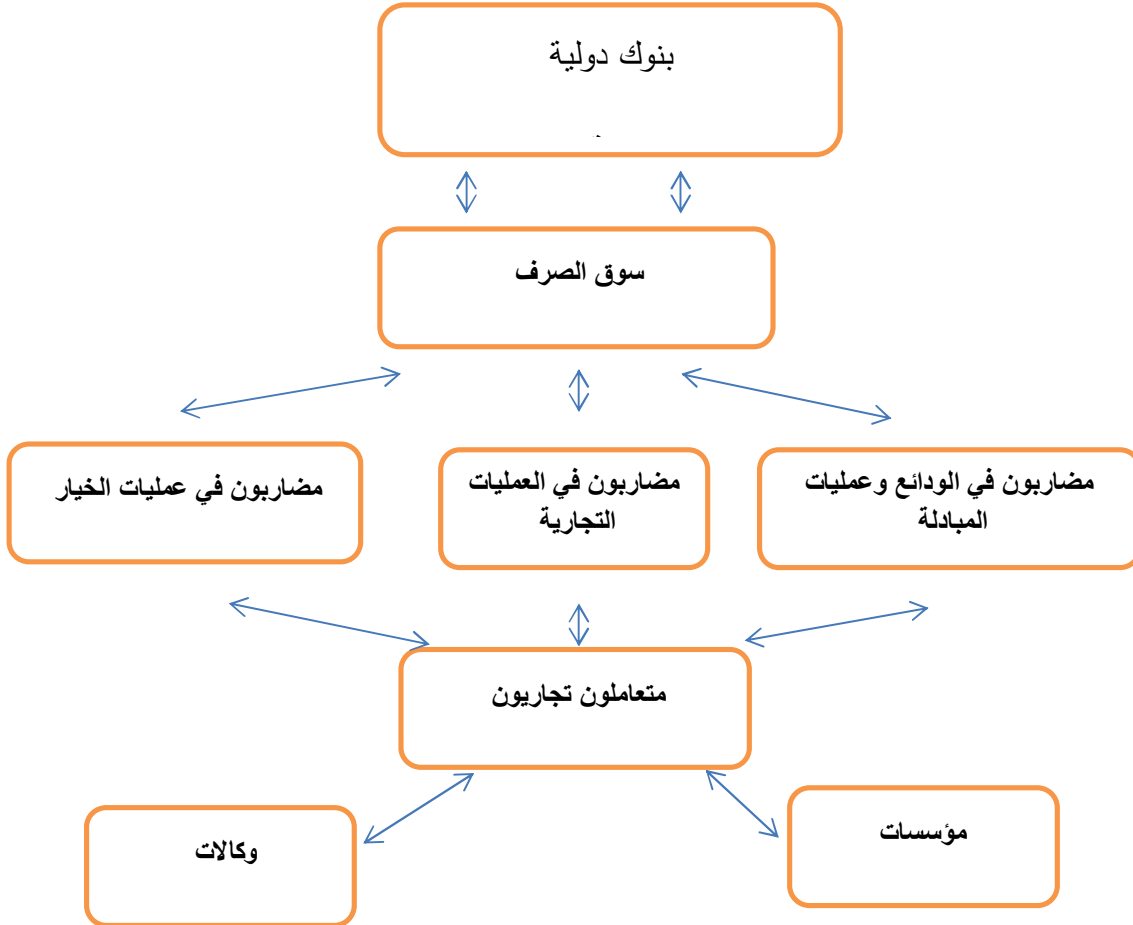 بنوك دولية
سوق الصرف
مضاربون في الودائع وعمليات
المبادلة
مضاربون في العمليات
التجارية
مضاربون في عمليات الخيار
متعاملون تجاريون
مؤسسات
وكالات